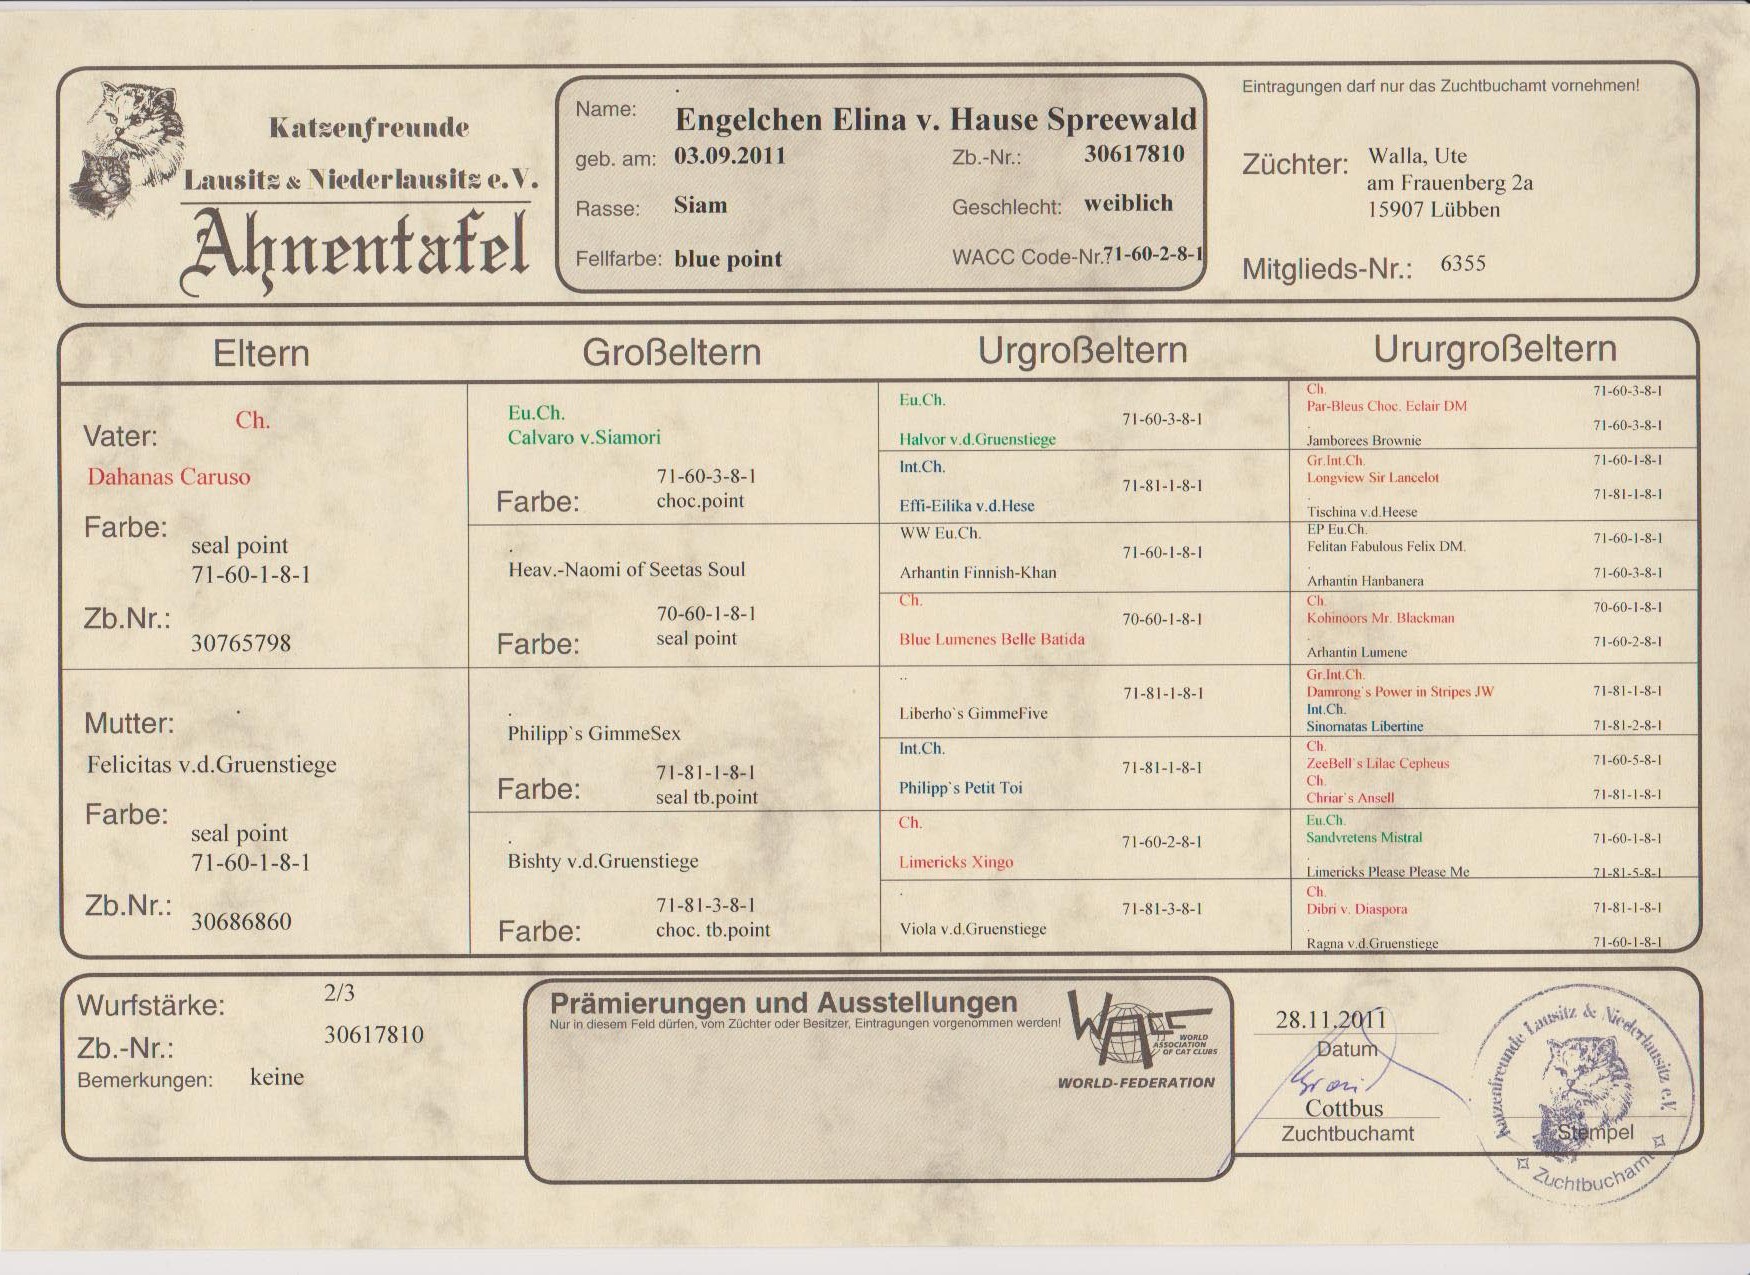 Katzenfreunde
Lausitz & Niederlausitz e.V.
Ahnentafel
Name: Engelchen Elina v. Hause Spreewald
geb. am: 03.09.2011 Zb.-Nr.: 30617810
Rasse: Siam Geschlecht: weiblich
Fellfarbe: blue point WACC Code-Nr.71-60-2-8-1
Eintragungen darf nur das Zuchtbuchamt vornehmen!
Züchter: Walla, Ute
am Frauenberg 2a
15907 Lübben
Mitglieds-Nr.: 6355
Eltern Großeltern Urgroßeltern Ururgroßeltern
Ch.
Vater:
Dahanas Caruso
Farbe:
seal point
71-60-1-8-1
Zb.Nr.:
30765798
Mutter:
Felicitas v.d.Gruenstiege
Farbe:
seal point
71-60-1-8-1
Zb.Nr.:
30686860
Eu.Ch.
Calvaro v.Siamori
71-60-3-8-1
Farbe: choc.point
Heav.-Naomi of Seetas Soul
70-60-1-8-1
Farbe: seal point
Philipp`s GimmeSex
71-81-1-8-1
Farbe: seal tb.point
Bishty v.d.Gruenstiege
71-81-3-8-1
Farbe: choc. tb.point
Eu.Ch.
71-60-3-8-1
Halvor v.d.Gruenstiege
Int.Ch.
71-81-1-8-1
Effi-Eilika v.d.Hese
WW Eu.Ch.
71-60-1-8-1
Arhantin Finnish-Khan
Ch.
70-60-1-8-1
Blue Lumenes Belle Batida
71-81-1-8-1
Liberho`s GimmeFive
Int.Ch.
71-81-1-8-1
Philipp`s Petit Toi
Ch.
71-60-2-8-1
Limericks Xingo
71-81-3-8-1
Viola v.d.Gruenstiege
Ch. 71-60-3-8-1
Par-Bleus Choc. Eclair DM
71-60-3-8-1
Jamborees Brownie
Gr.Int.Ch. 71-60-1-8-1
Longview Sir Lancelot
71-81-1-8-1
Tischina v.d.Heese
EP Eu.Ch.
71-60-1-8-1
Felitan Fabulous Felix DM.
71-60-3-8-1
Arhantin Hanbanera
Ch.
70-60-1-8-1
Kohinoors Mr. Blackman
71-60-2-8-1
Arhantin Lumene
Gr.Int.Ch.
Damrong`s Power in Stripes JW 71-81-1-8-1
Int.Ch.
Sinomatas Libertine 71-81-2-8-1
Ch.
ZeeBell`s Lilac Cepheus 71-60-5-8-1
Ch.
Chriar`s Ansell 71-81-1-8-1
Eu.Ch.
Sandvretens Mistral 71-60-1-8-1
Limericks Please Please Me 71-81-5-8-1
Ch.
Dibri v. Diaspora 71-81-1-8-1
Ragna v.d.Gruenstiege 71-60-1-8-1
Wurfstärke: 2/3
Zb.-Nr.: 30617810
Bemerkungen: keine
Prämierungen und Ausstellungen
Nur in diesem Feld dürfen, vom Züchter oder Besitzer, Eintragungen vorgenommen werden!
WACC
WORLD
ASSOCIATION
OF CAT CLUBS
WORLD-FEDERATION
28.11.2011
Datum
Cottbus
Zuchtbuchamt
Stempel
Katzenfreunde Lausitz & Niederlausitz e.V.
Zuchtbuchamt